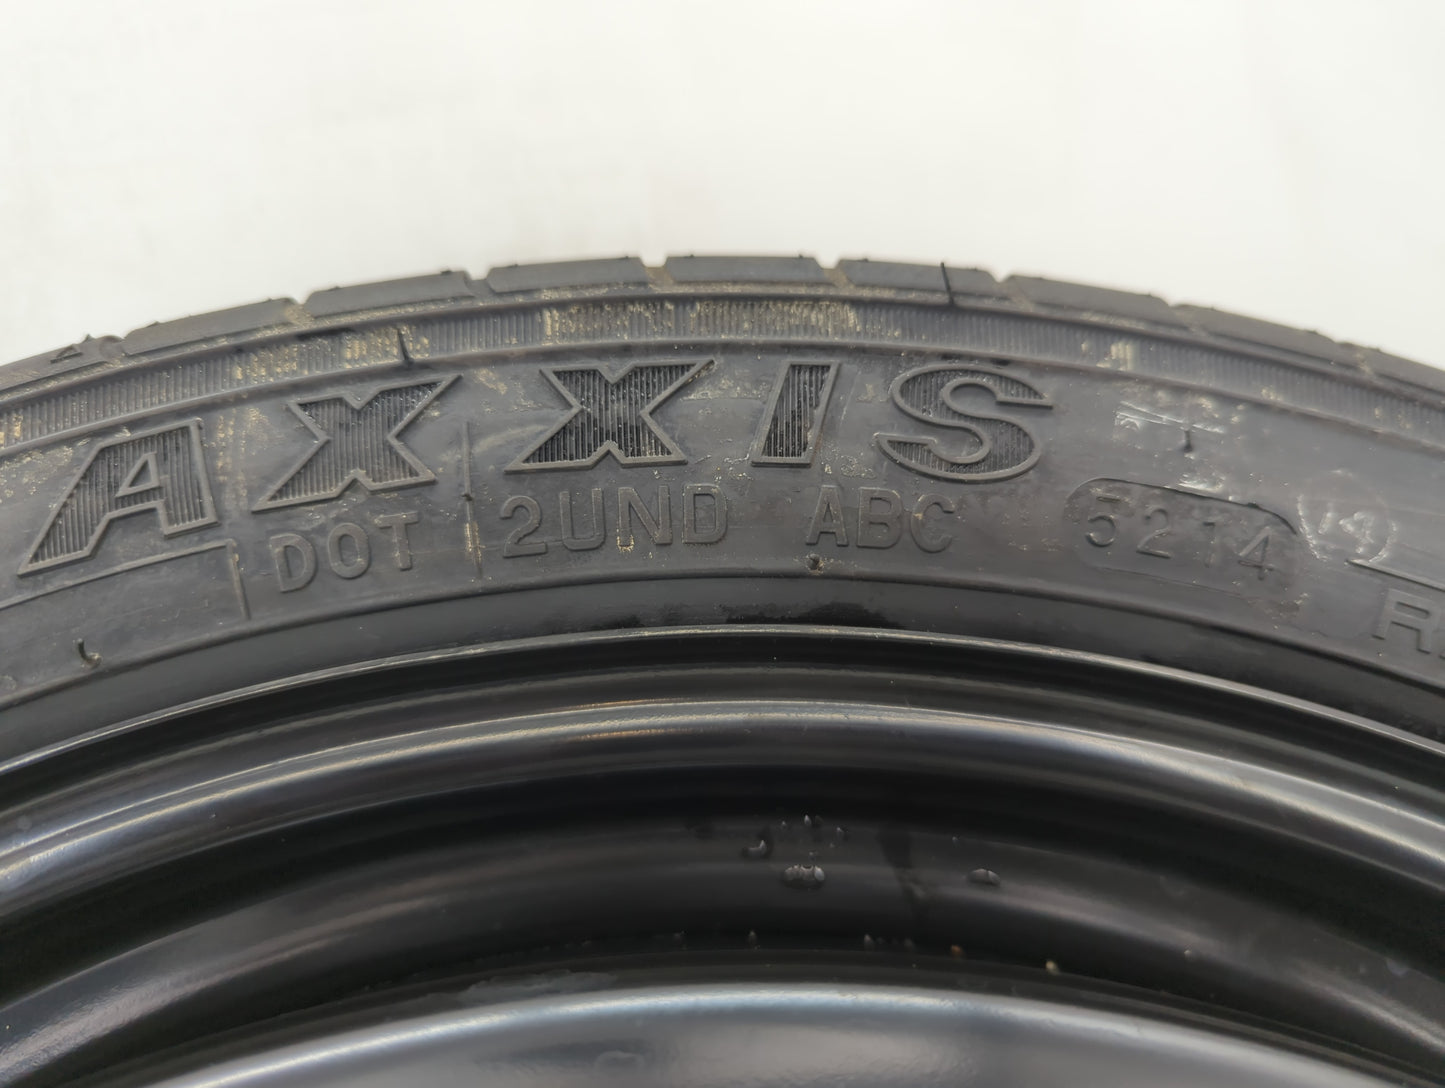 AXXIS
DOT 2UND ABC 5214